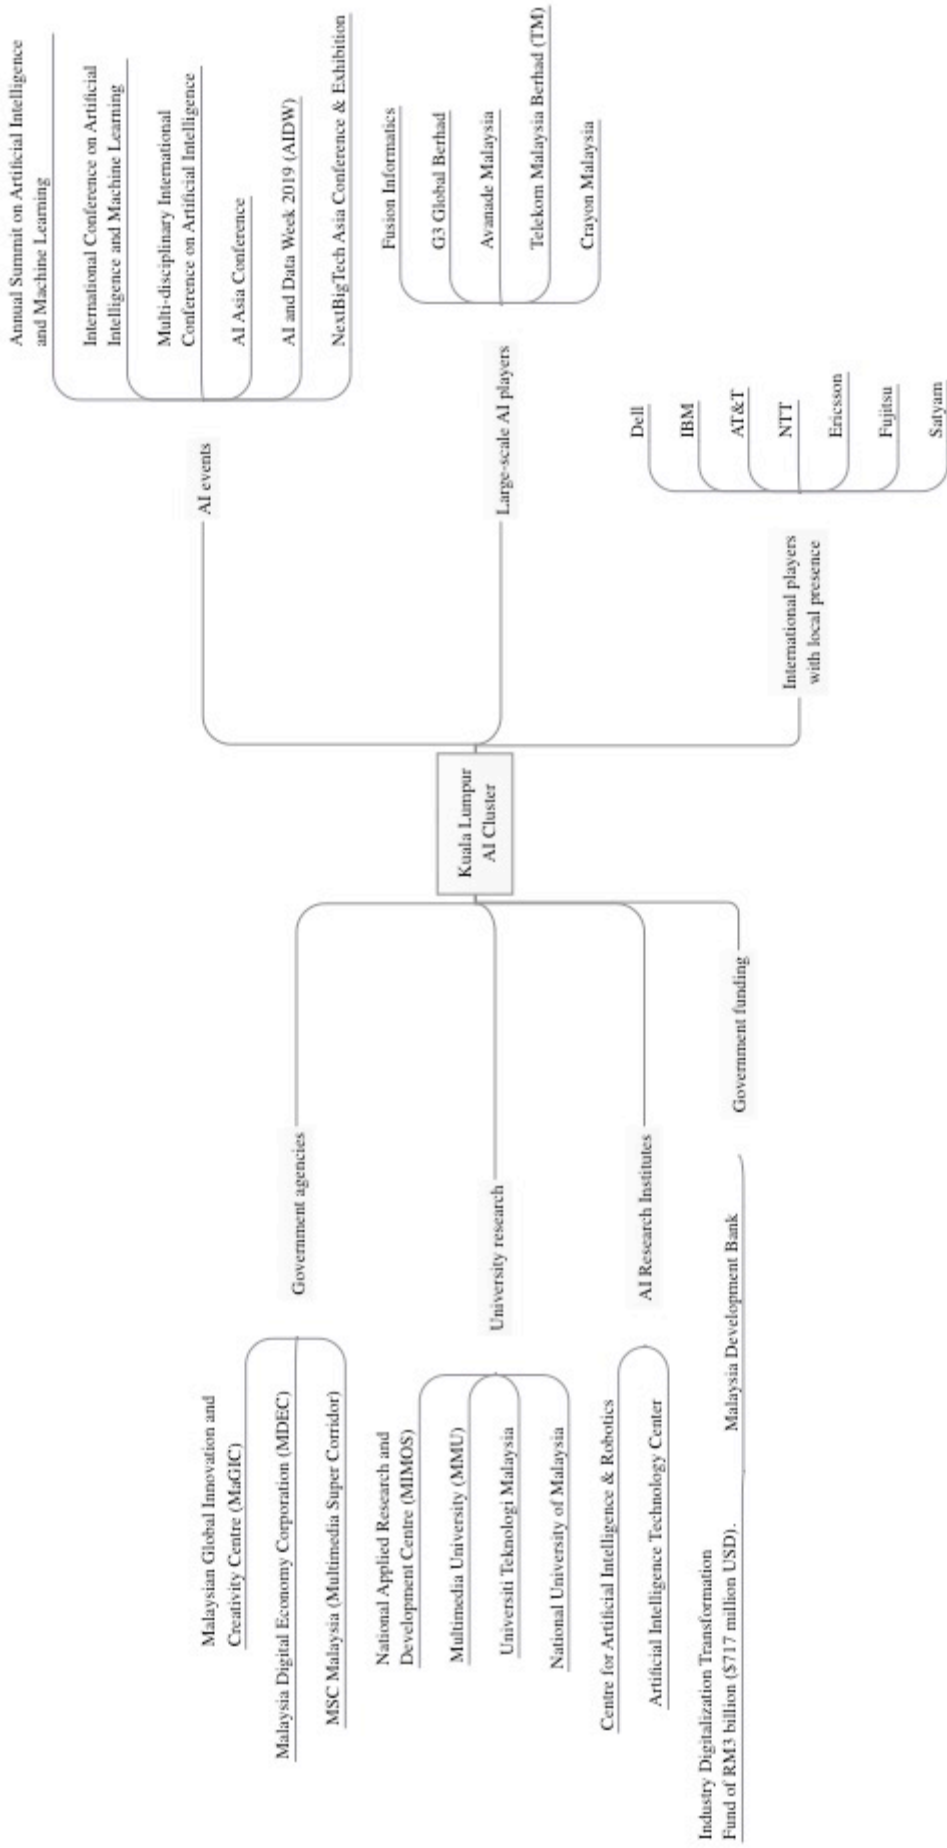 Malaysian Global Innovation and
Creativity Centre (MaGIC)
Malaysia Digital Economy Corporation (MDEC)
MSC Malaysia (Multimedia Super Corridor)
Government agencies
National Applied Research and
Development Centre (MIMOS)
Multimedia University (MMU)
Universiti Teknologi Malaysia
National University of Malaysia
University research
Centre for Artificial Intelligence & Robotics
Artificial Intelligence Technology Center
AI Research Institutes
Industry Digitalization Transformation
Fund of RM3 billion ($717 million USD).
Malaysia Development Bank
Government funding
Kuala Lumpur
AI Cluster
AI events
Annual Summit on Artificial Intelligence
and Machine Learning
International Conference on Artificial
Intelligence and Machine Learning
Multi-disciplinary International
Conference on Artificial Intelligence
AI Asia Conference
AI and Data Week 2019 (AIDW)
NextBigTech Asia Conference & Exhibition
Large-scale AI players
Fusion Informatics
G3 Global Berhad
Avanade Malaysia
Telekom Malaysia Berhad (TM)
Crayon Malaysia
International players
with local presence
Dell
IBM
AT&T
NTT
Ericsson
Fujitsu
Satyam